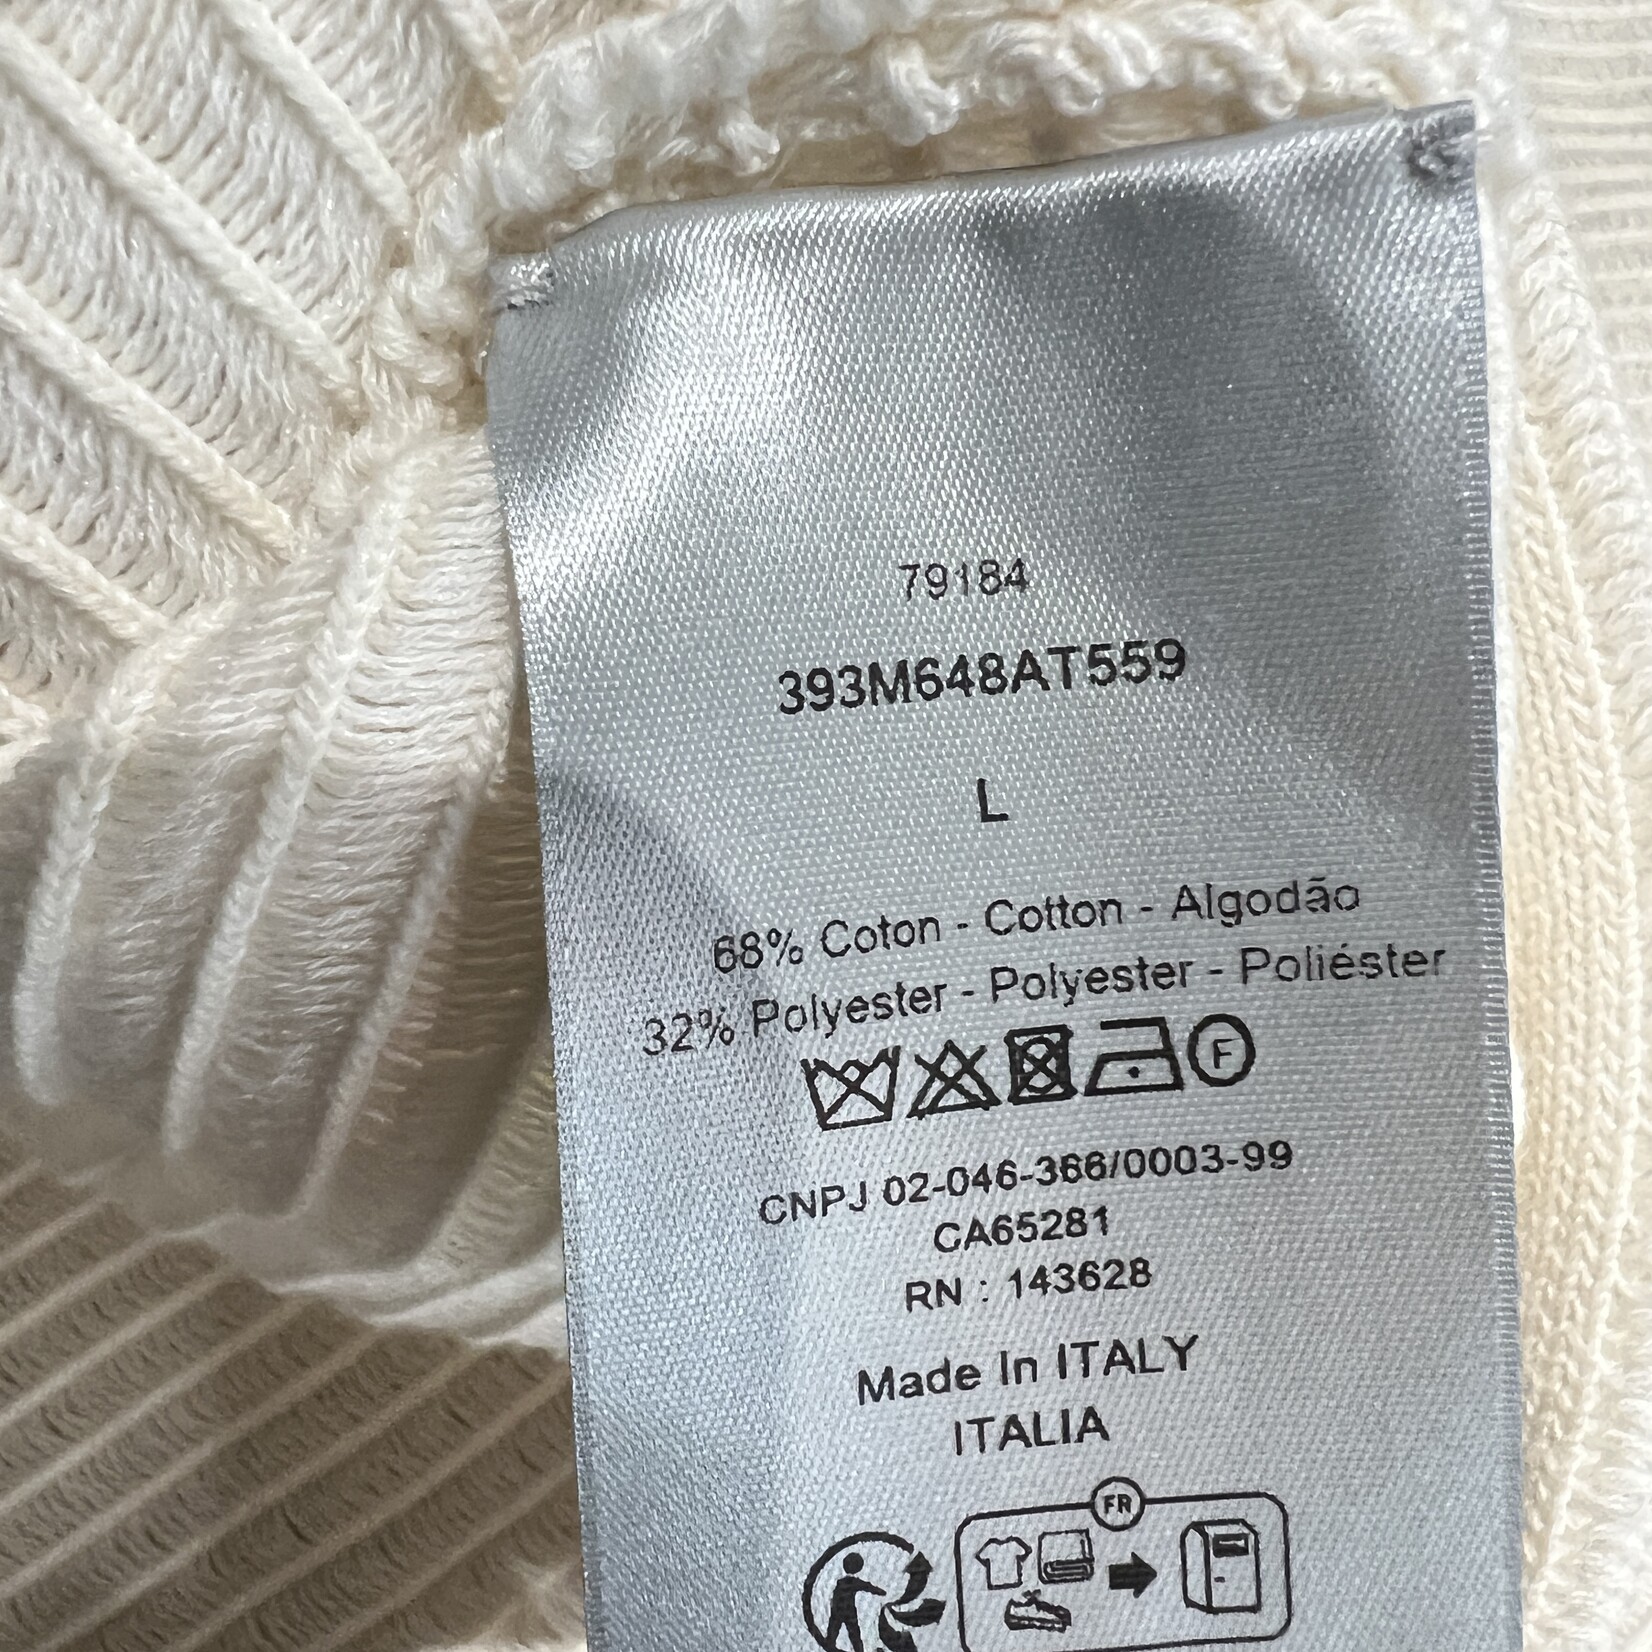 79184
393M648AT559
L
68% Coton - Cotton - Algodão
32% Polyester - Polyester - Poliéster
F
CNPJ 02-046-366/0003-99
CA65281
RN : 143628
Made In ITALY
ITALIA
FR